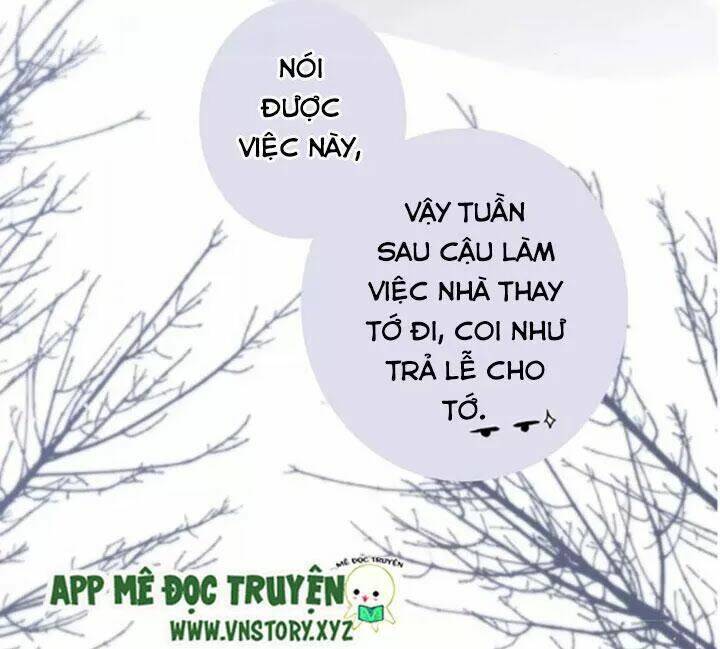 NÓI
ĐƯỢC
VIỆC NÀY,
VẬY TUẦN
SAU CẬU LÀM
VIỆC NHÀ THAY
TỚ ĐI, COI NHƯ
TRẢ LỄ CHO
TỚ.
MÊ ĐỌC TRUYỆN
APP MÊ ĐỌC TRUYỆN
WWW.VNSTORY.XYZ